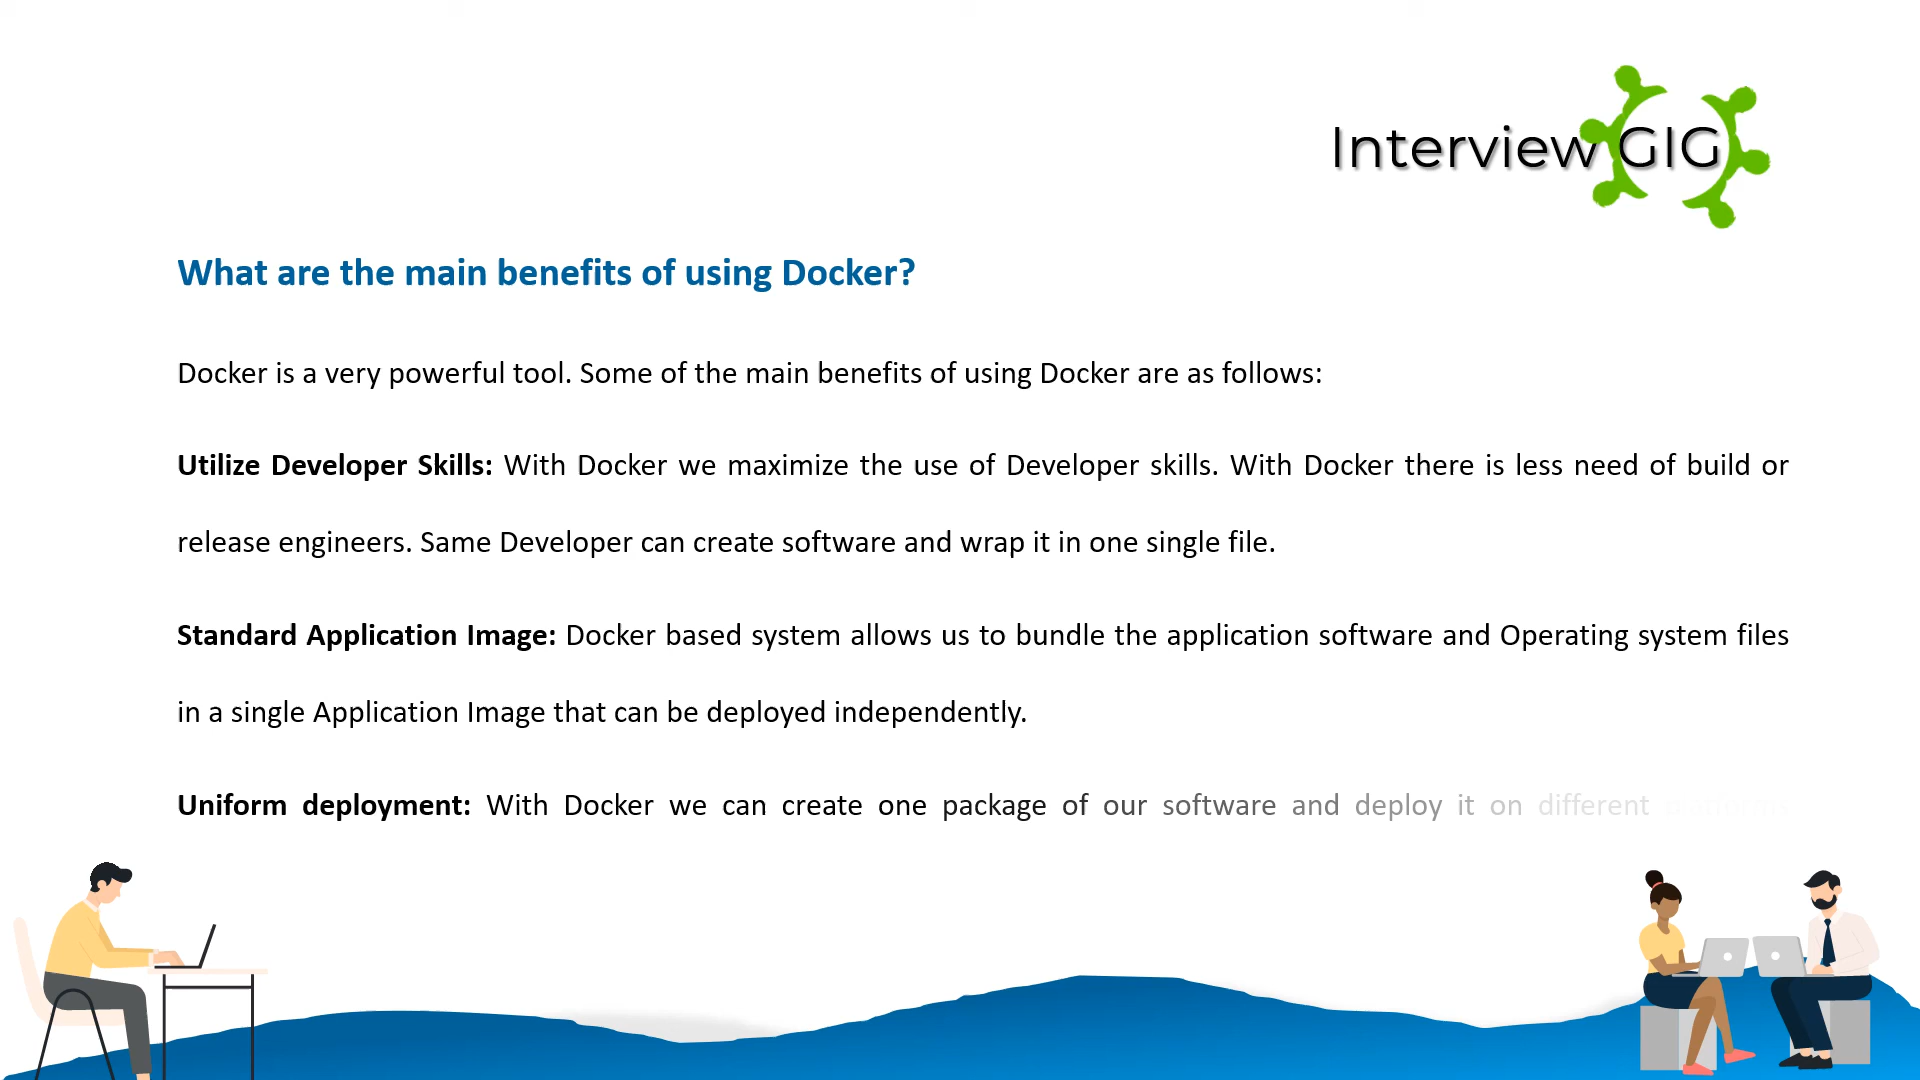 Interview GIG
What are the main benefits of using Docker?
Docker is a very powerful tool. Some of the main benefits of using Docker are as follows:
Utilize Developer Skills: With Docker we maximize the use of Developer skills. With Docker there is less need of build or
release engineers. Same Developer can create software and wrap it in one single file.
Standard Application Image: Docker based system allows us to bundle the application software and Operating system files
in a single Application Image that can be deployed independently.
Uniform deployment: With Docker we can create one package of our software and deploy it on different platforms